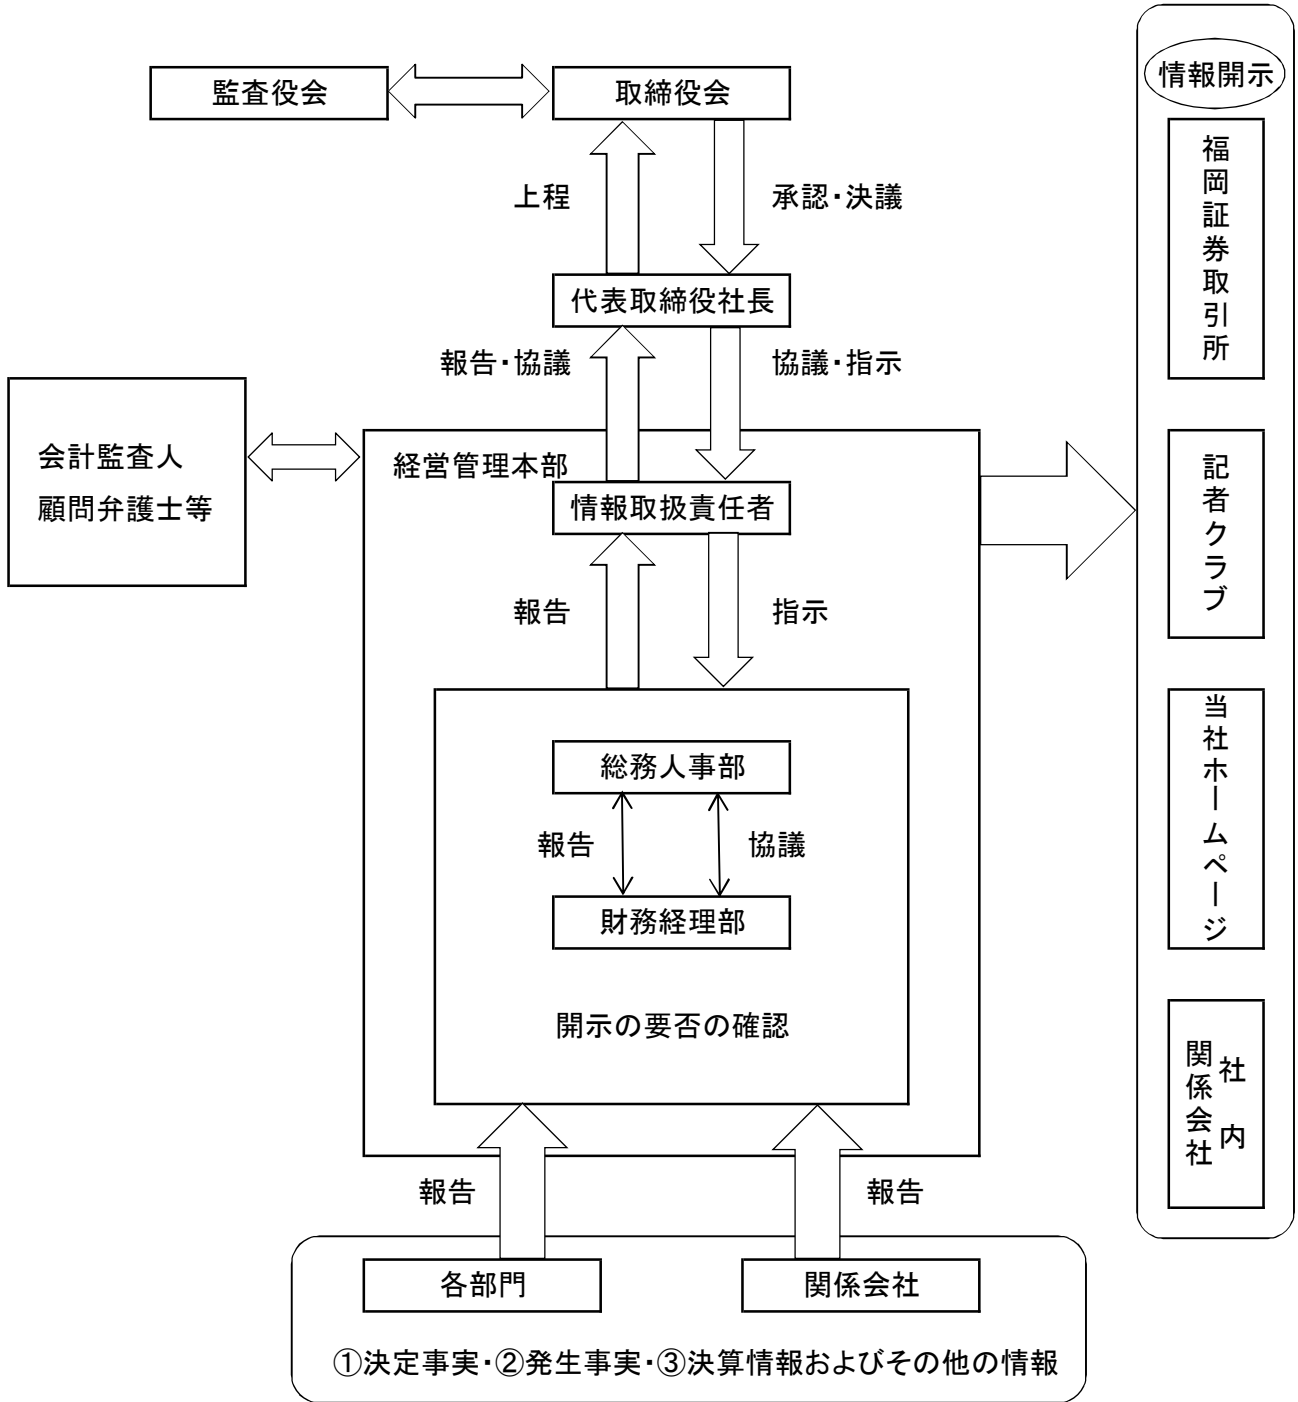 監査役会
取締役会
上程
承認・決議
代表取締役社長
報告・協議
協議・指示
会計監査人
顧問弁護士等
経営管理本部
情報取扱責任者
報告
指示
総務人事部
報告
協議
財務経理部
開示の要否の確認
報告
報告
各部門
関係会社
①決定事実・②発生事実・③決算情報およびその他の情報
情報開示
福岡証券取引所
記者クラブ
当社ホームページ
社内
関係会社